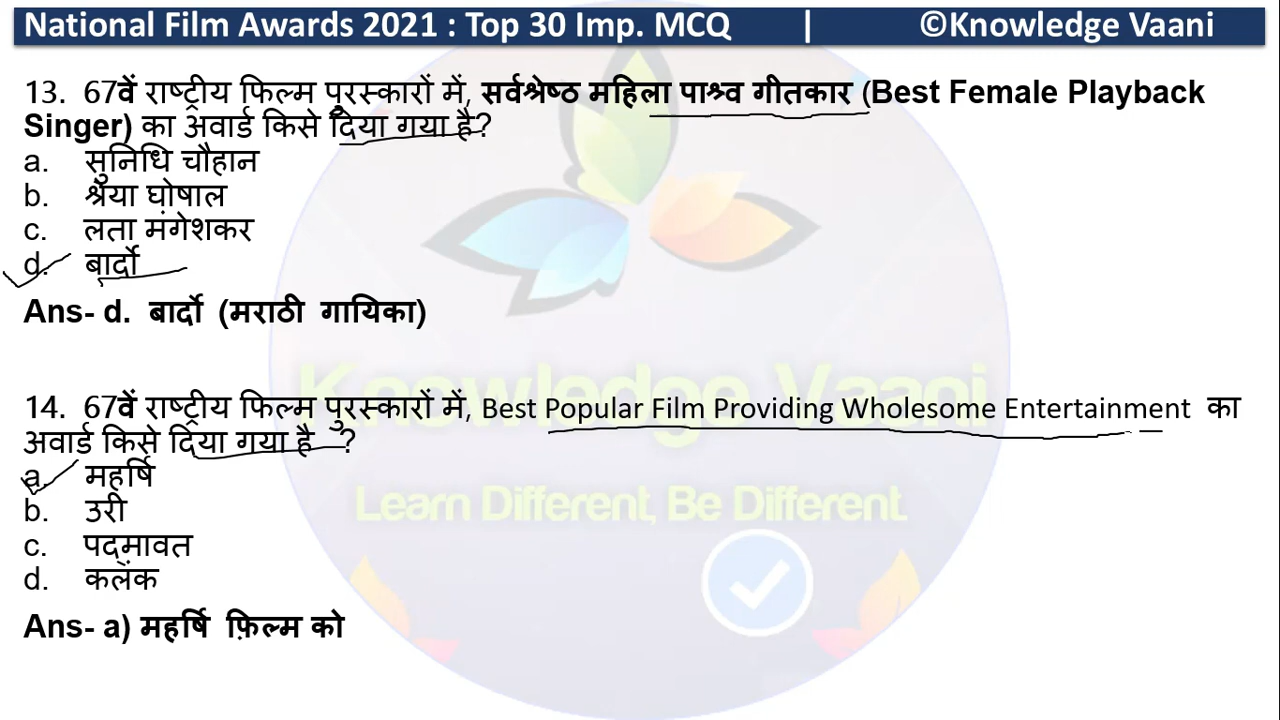 National Film Awards 2021 : Top 30 Imp. MCQ | ©Knowledge Vaani
13. 67वें राष्ट्रीय फिल्म पुरस्कारों में, सर्वश्रेष्ठ महिला पाश्र्व गीतकार (Best Female Playback
Singer) का अवार्ड किसे दिया गया है?
a. सुनिधि चौहान
b. श्रेया घोषाल
c. लता मंगेशकर
d. बार्दो
Ans- d. बार्दो (मराठी गायिका)
Knowledge Vaani
14. 67वें राष्ट्रीय फिल्म पुरस्कारों में, Best Popular Film Providing Wholesome Entertainment का
अवार्ड किसे दिया गया है ?
a. महर्षि
b. उरी
Learn Different, Be Different
c. पद्मावत
d. कलंक
Ans- a) महर्षि फ़िल्म को